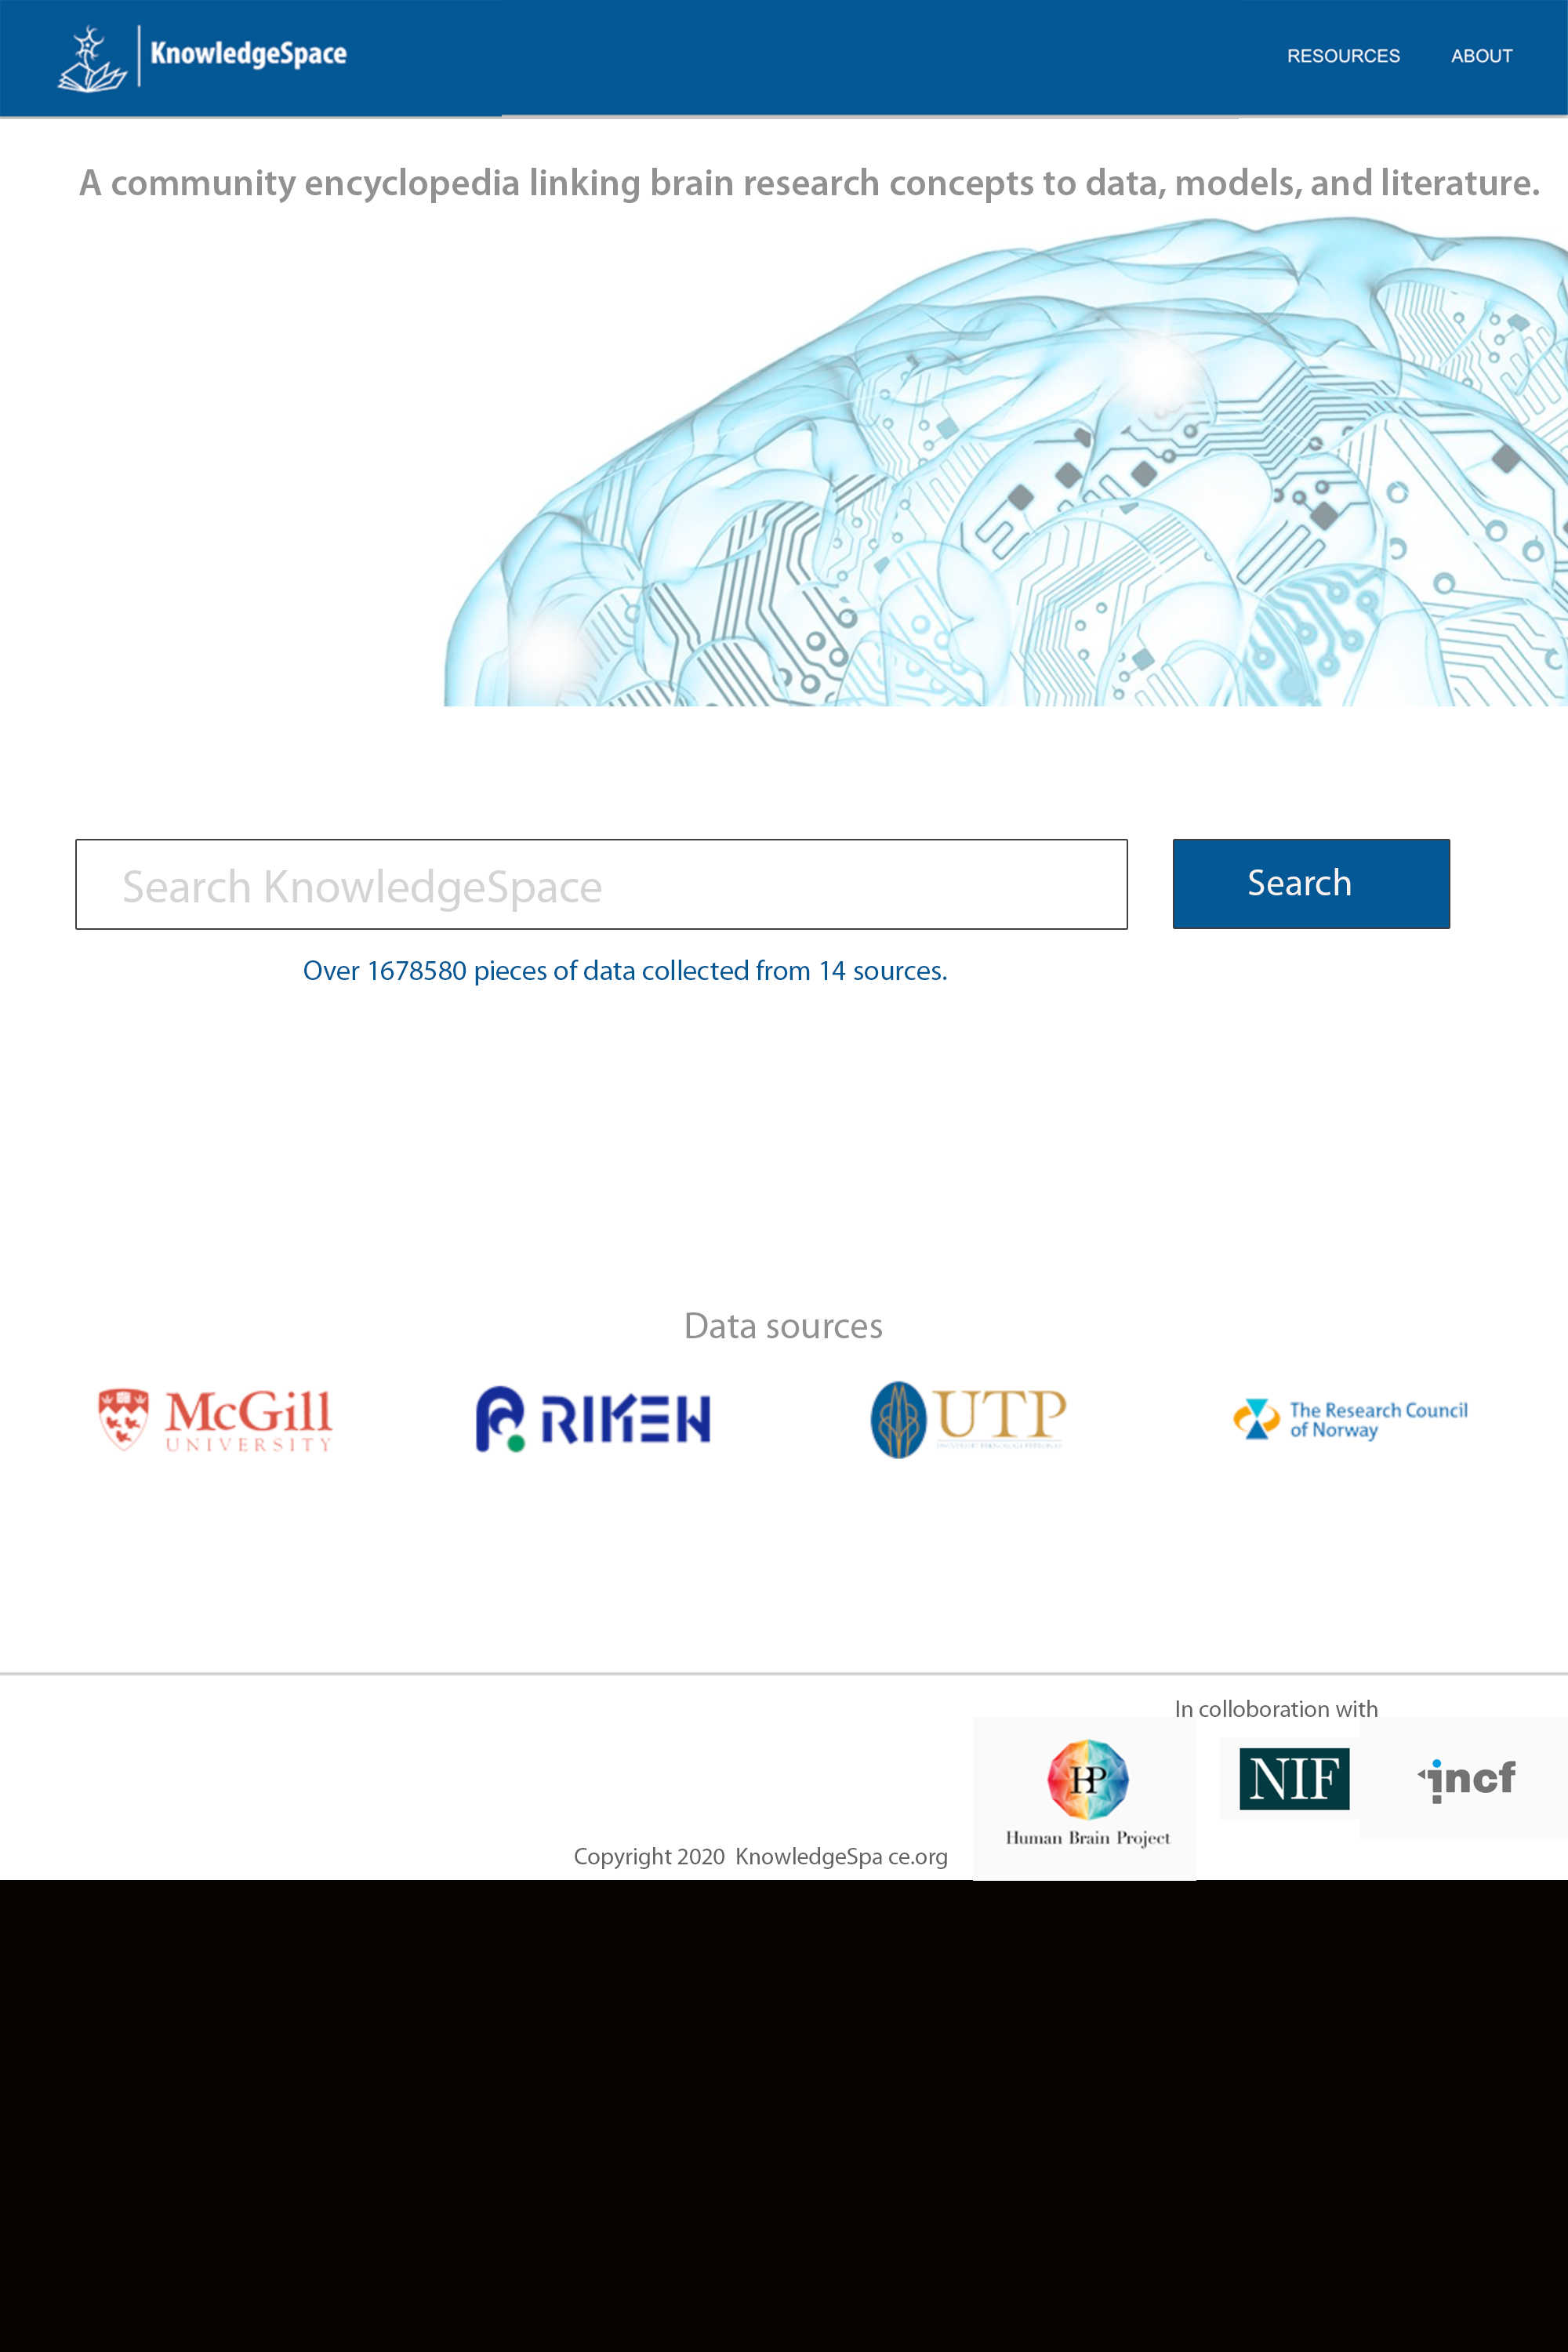 KnowledgeSpace
RESOURCES ABOUT
A community encyclopedia linking brain research concepts to data, models, and literature.
Search KnowledgeSpace
Search
Over 1678580 pieces of data collected from 14 sources.
Data sources
McGill
UNIVERSITY
RIKEN
UTP
The Research Council
of Norway
In colloboration with
HP
Human Brain Project
NIF
incf
Copyright 2020 KnowledgeSpa ce.org